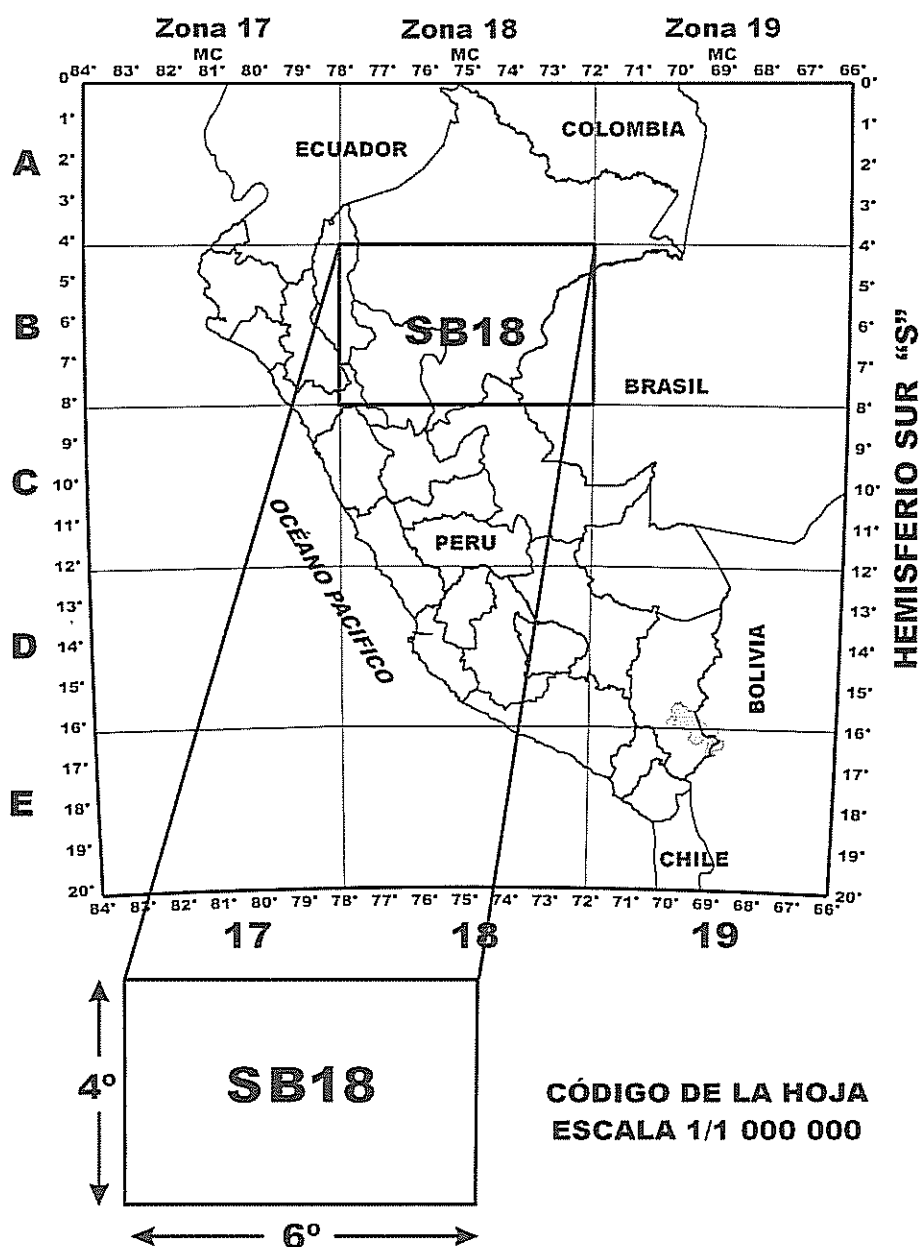 Zona 17 Zona 18 Zona 19
MC MC MC
84° 83° 82° 81° 80° 79° 78° 77° 76° 75° 74° 73° 72° 71° 70° 69° 68° 67° 66°
0° 0°
1° 1°
COLOMBIA
ECUADOR
A 2° 2°
3° 3°
4° 4°
5° 5°
B 6° SB18 6°
7° 7°
BRASIL
8° 8°
9° 9°
C 10° 10°
OCÉANO PACÍFICO
11° 11°
PERU
12° 12°
13° 13°
D 14° 14°
BOLIVIA
15° 15°
16° 16°
17° 17°
E 18° 18°
19° 19°
CHILE
20° 20°
HEMISFERIO SUR "S"
84° 83° 82° 81° 80° 79° 78° 77° 76° 75° 74° 73° 72° 71° 70° 69° 68° 67° 66°
17 18 19
4º
SB18
CÓDIGO DE LA HOJA
ESCALA 1/1 000 000
6º